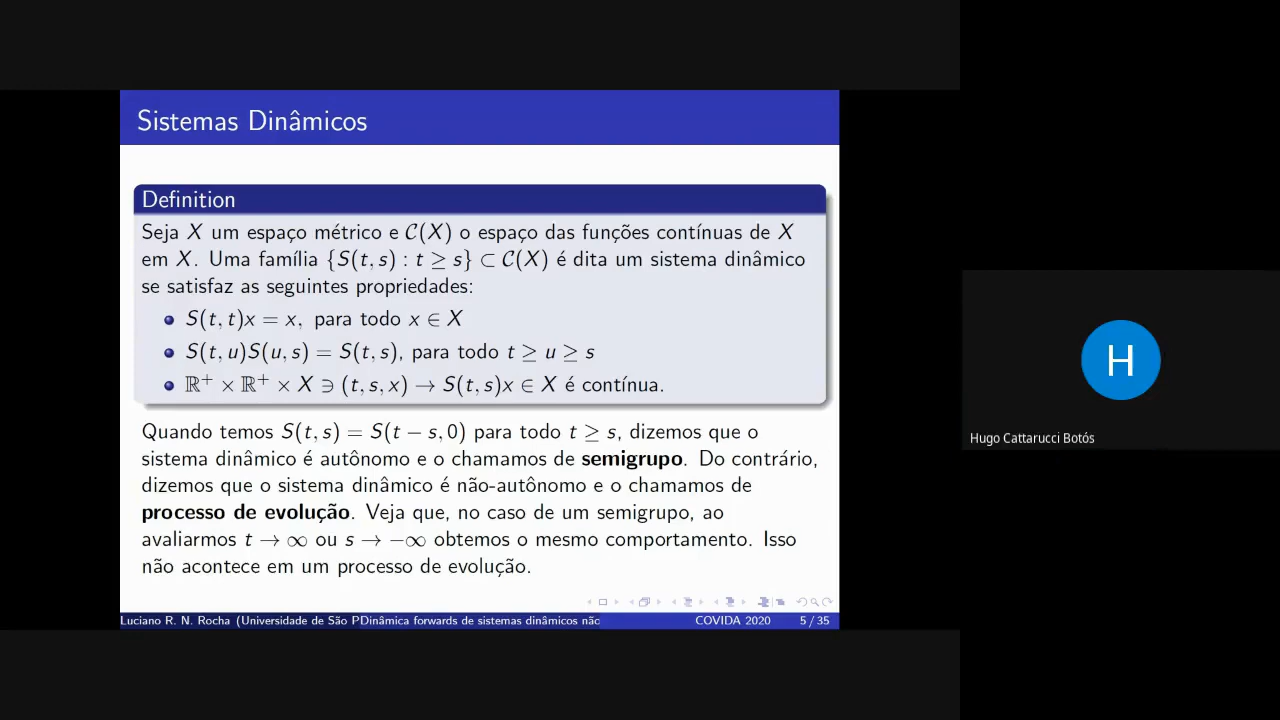 Sistemas Dinâmicos
Definition
Seja X um espaço métrico e 𝒞(X) o espaço das funções contínuas de X
em X. Uma família {S(t, s) : t ≥ s} ⊂ 𝒞(X) é dita um sistema dinâmico
se satisfaz as seguintes propriedades:
S(t, t)x = x, para todo x ∈ X
S(t, u)S(u, s) = S(t, s), para todo t ≥ u ≥ s
ℝ⁺ × ℝ⁺ × X ∋ (t, s, x) → S(t, s)x ∈ X é contínua.
Quando temos S(t, s) = S(t − s, 0) para todo t ≥ s, dizemos que o
sistema dinâmico é autônomo e o chamamos de semigrupo. Do contrário,
dizemos que o sistema dinâmico é não-autônomo e o chamamos de
processo de evolução. Veja que, no caso de um semigrupo, ao
avaliarmos t → ∞ ou s → −∞ obtemos o mesmo comportamento. Isso
não acontece em um processo de evolução.
Luciano R. N. Rocha (Universidade de São P Dinâmica forwards de sistemas dinâmicos não COVIDA 2020 5 / 35
H
Hugo Cattarucci Botós